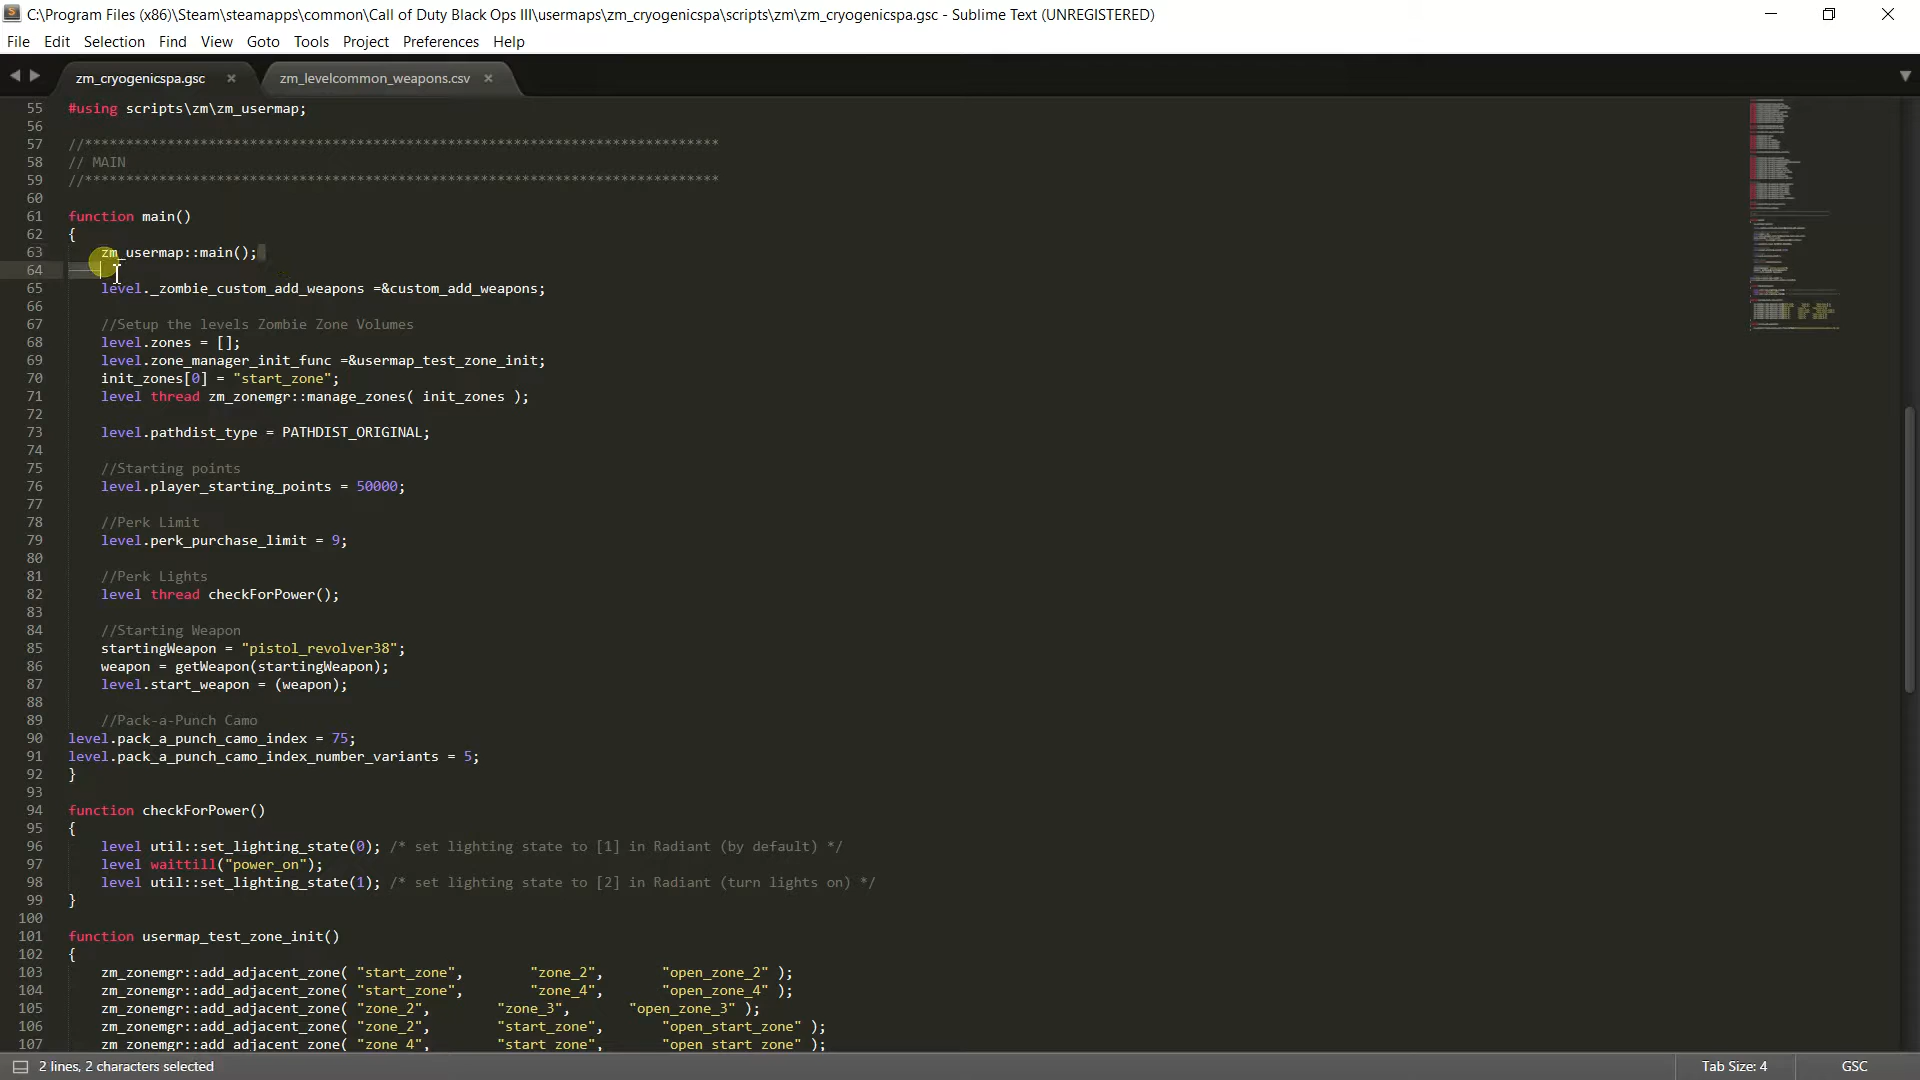 C:\Program Files (x86)\Steam\steamapps\common\Call of Duty Black Ops III\usermaps\zm_cryogenicspa\scripts\zm\zm_cryogenicspa.gsc - Sublime Text (UNREGISTERED)
File Edit Selection Find View Goto Tools Project Preferences Help
zm_cryogenicspa.gsc × zm_levelcommon_weapons.csv ×
55 #using scripts\zm\zm_usermap;
56
57 //*****************************************************************************
58 // MAIN
59 //*****************************************************************************
60
61 function main()
62 {
63 zm_usermap::main();
64
65 level._zombie_custom_add_weapons =&custom_add_weapons;
66
67 //Setup the levels Zombie Zone Volumes
68 level.zones = [];
69 level.zone_manager_init_func =&usermap_test_zone_init;
70 init_zones[0] = "start_zone";
71 level thread zm_zonemgr::manage_zones( init_zones );
72
73 level.pathdist_type = PATHDIST_ORIGINAL;
74
75 //Starting points
76 level.player_starting_points = 50000;
77
78 //Perk Limit
79 level.perk_purchase_limit = 9;
80
81 //Perk Lights
82 level thread checkForPower();
83
84 //Starting Weapon
85 startingWeapon = "pistol_revolver38";
86 weapon = getWeapon(startingWeapon);
87 level.start_weapon = (weapon);
88
89 //Pack-a-Punch Camo
90 level.pack_a_punch_camo_index = 75;
91 level.pack_a_punch_camo_index_number_variants = 5;
92 }
93
94 function checkForPower()
95 {
96 level util::set_lighting_state(0); /* set lighting state to [1] in Radiant (by default) */
97 level waittill("power_on");
98 level util::set_lighting_state(1); /* set lighting state to [2] in Radiant (turn lights on) */
99 }
100
101 function usermap_test_zone_init()
102 {
103 zm_zonemgr::add_adjacent_zone( "start_zone", "zone_2", "open_zone_2" );
104 zm_zonemgr::add_adjacent_zone( "start_zone", "zone_4", "open_zone_4" );
105 zm_zonemgr::add_adjacent_zone( "zone_2", "zone_3", "open_zone_3" );
106 zm_zonemgr::add_adjacent_zone( "zone_2", "start_zone", "open_start_zone" );
107 zm_zonemgr::add_adjacent_zone( "zone_4", "start_zone", "open_start_zone" );
2 lines, 2 characters selected Tab Size: 4 GSC